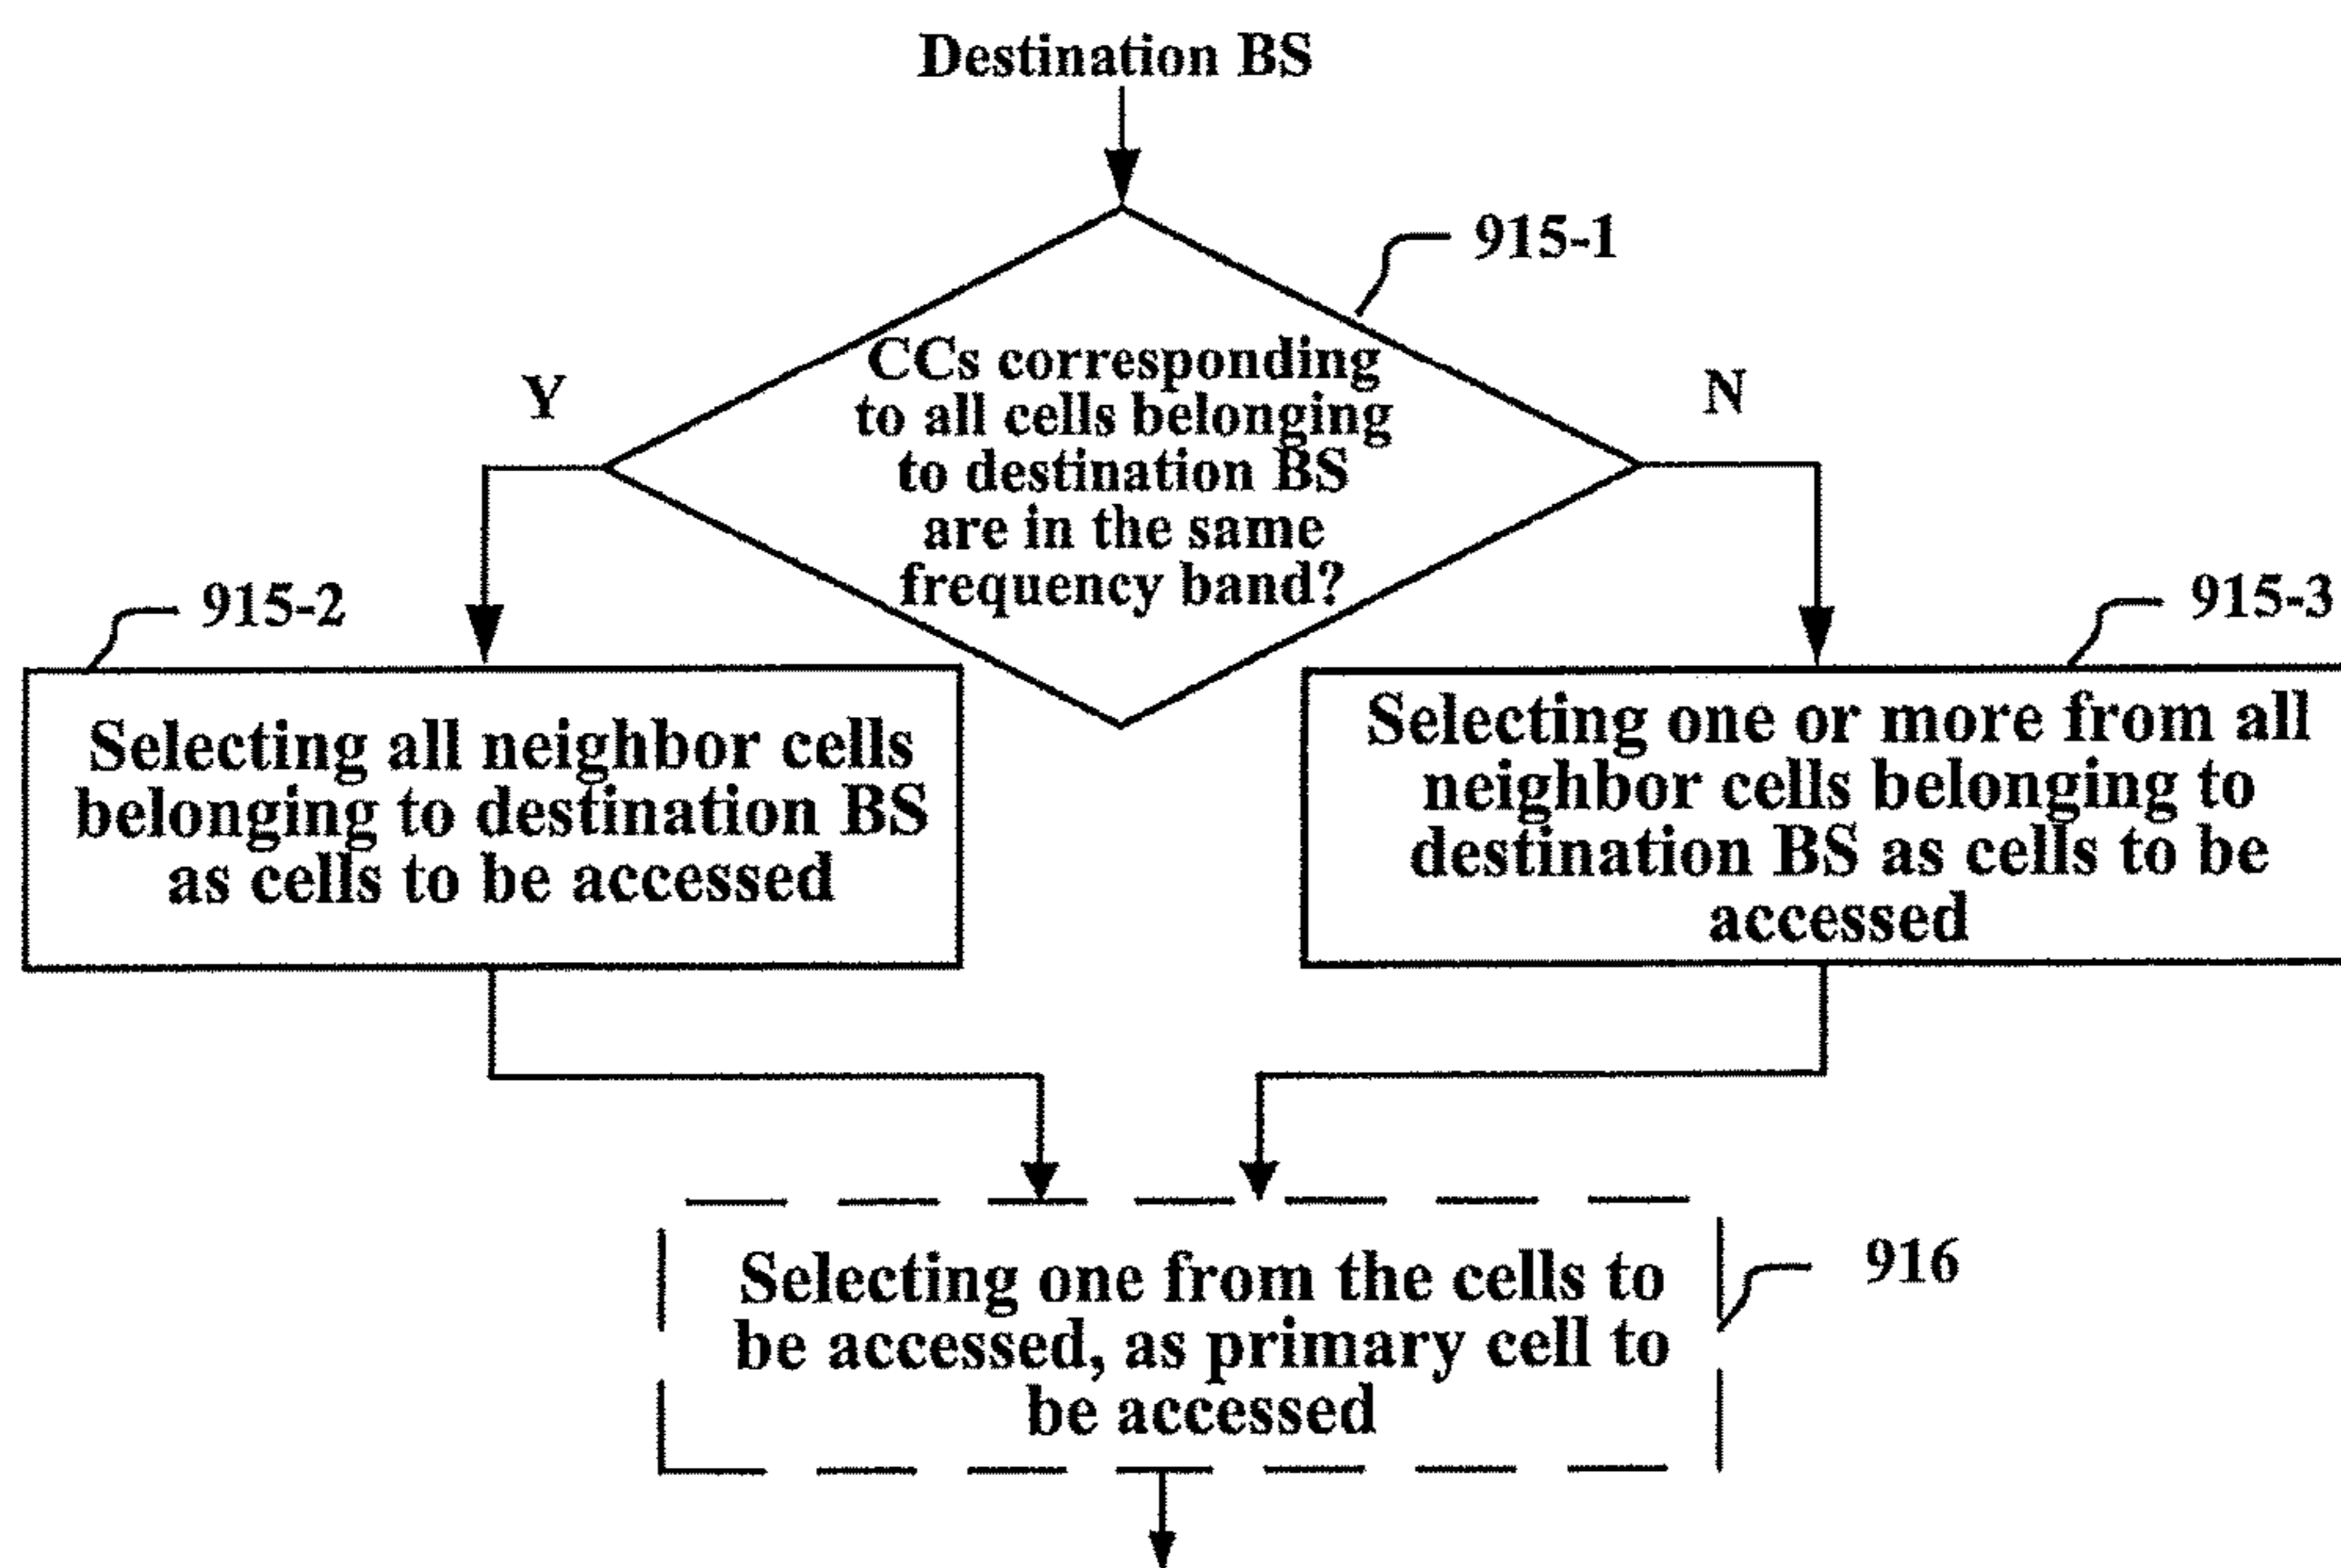 Destination BS
915-1
CCs corresponding
to all cells belonging
to destination BS
are in the same
frequency band?
Y
N
915-2
915-3
Selecting all neighbor cells
belonging to destination BS
as cells to be accessed
Selecting one or more from all
neighbor cells belonging to
destination BS as cells to be
accessed
Selecting one from the cells to
be accessed, as primary cell to
be accessed
916